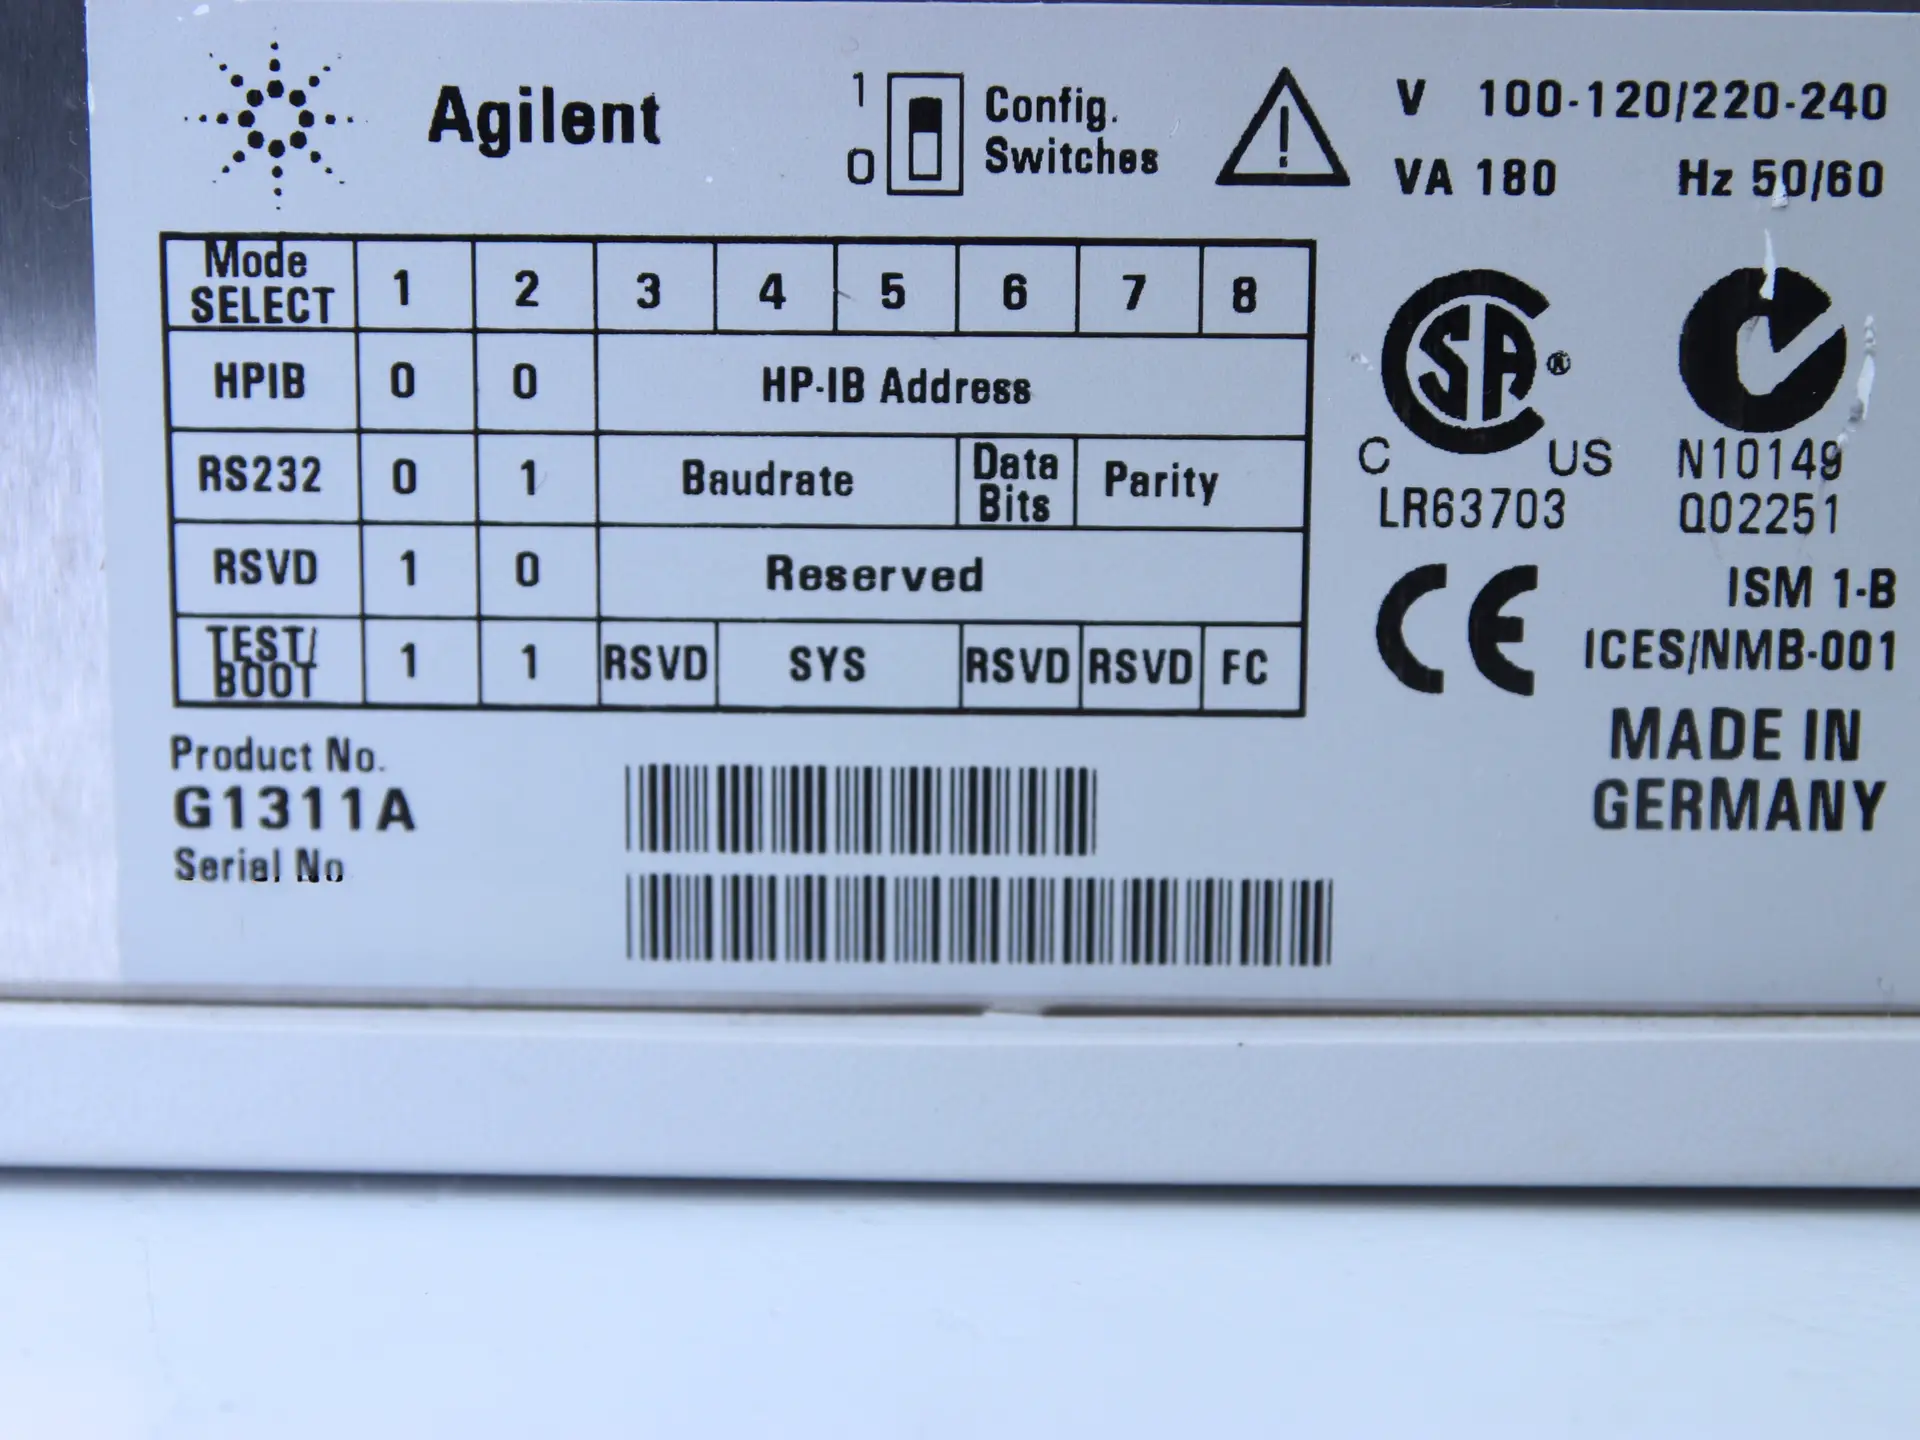 Agilent
1
0
Config.
Switches
V 100-120/220-240
VA 180 Hz 50/60
Mode SELECT 1 2 3 4 5 6 7 8
HPIB 0 0 HP-IB Address
RS232 0 1 Baudrate Data Bits Parity
RSVD 1 0 Reserved
TEST/ BOOT 1 1 RSVD SYS RSVD RSVD FC
SA®
C US
LR63703
N10149
Q02251
CE
ISM 1-B
ICES/NMB-001
MADE IN
GERMANY
Product No.
G1311A
Serial No